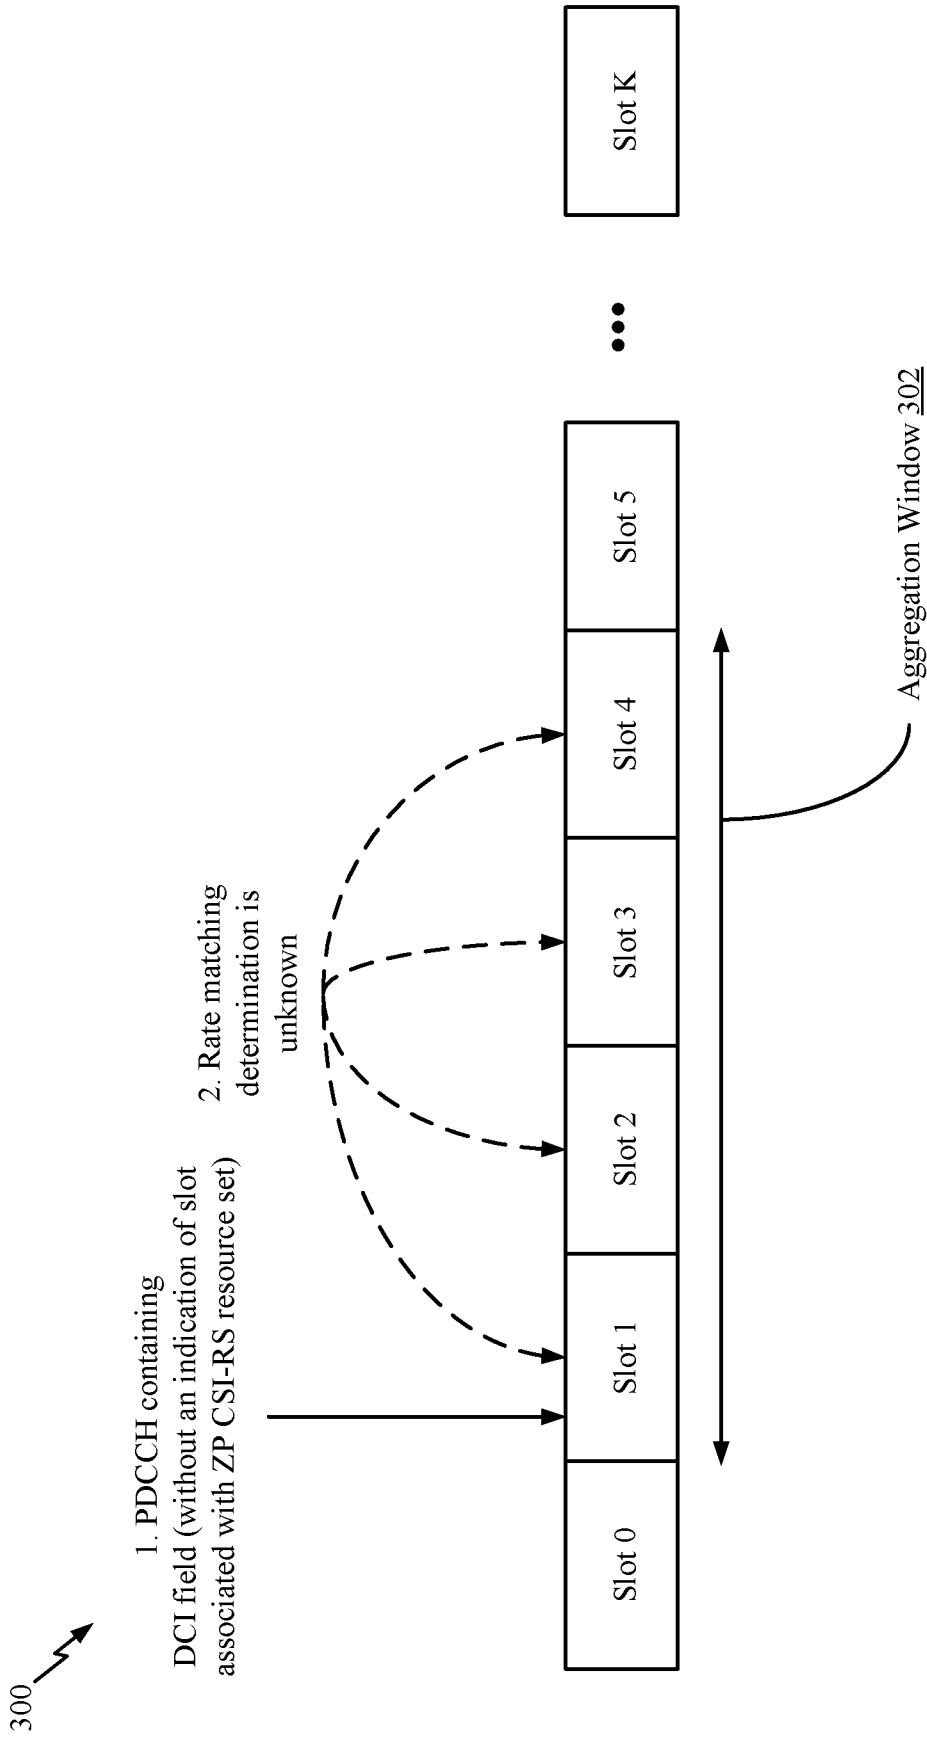 300
1. PDCCH containing
DCI field (without an indication of slot
associated with ZP CSI-RS resource set)
2. Rate matching
determination is
unknown
Slot 0
Slot 1
Slot 2
Slot 3
Slot 4
Slot 5
•••
Slot K
Aggregation Window 302